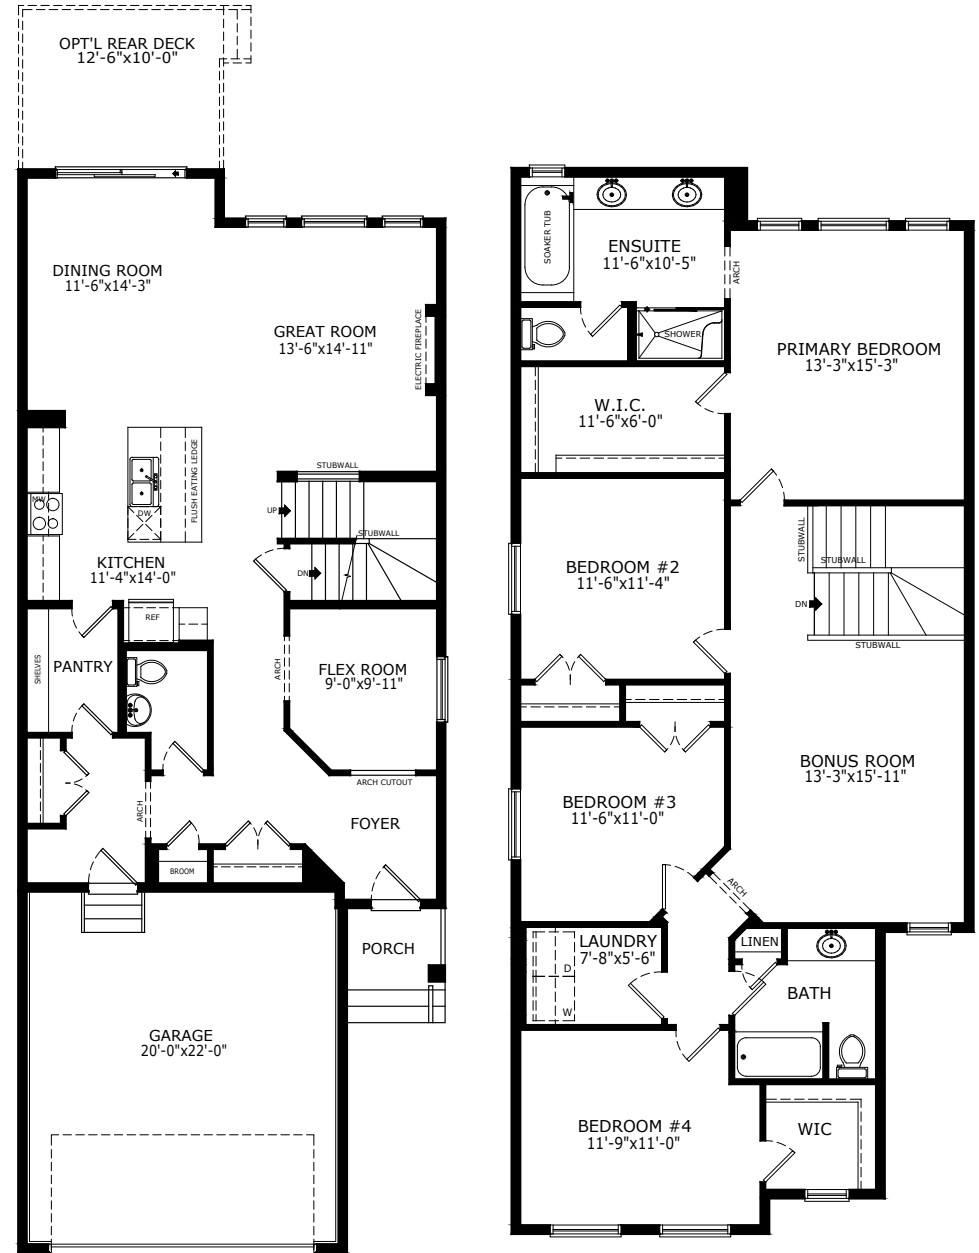 OPT'L REAR DECK
12'-6"x10'-0"
DINING ROOM
11'-6"x14'-3"
GREAT ROOM
13'-6"x14'-11"
ELECTRIC FIREPLACE
FLUSH EATING LEDGE
MW
DW
STUBWALL
UP
STUBWALL
DN
KITCHEN
11'-4"x14'-0"
REF
SHELVES
PANTRY
ARCH
FLEX ROOM
9'-0"x9'-11"
ARCH CUTOUT
ARCH
FOYER
BROOM
PORCH
GARAGE
20'-0"x22'-0"
SOAKER TUB
ENSUITE
11'-6"x10'-5"
ARCH
SHOWER
PRIMARY BEDROOM
13'-3"x15'-3"
W.I.C.
11'-6"x6'-0"
BEDROOM #2
11'-6"x11'-4"
STUBWALL
STUBWALL
DN
STUBWALL
BONUS ROOM
13'-3"x15'-11"
BEDROOM #3
11'-6"x11'-0"
ARCH
LAUNDRY
7'-8"x5'-6"
D
W
LINEN
BATH
BEDROOM #4
11'-9"x11'-0"
WIC